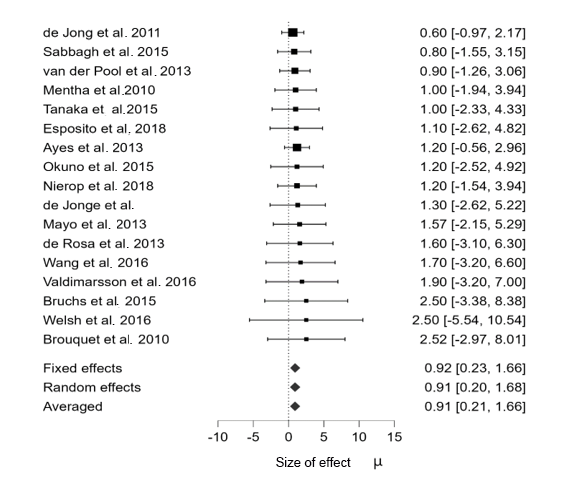 de Jong et al. 2011 0.60 [-0.97, 2.17]
Sabbagh et al. 2015 0.80 [-1.55, 3.15]
van der Pool et al. 2013 0.90 [-1.26, 3.06]
Mentha et al.2010 1.00 [-1.94, 3.94]
Tanaka et al.2015 1.00 [-2.33, 4.33]
Esposito et al. 2018 1.10 [-2.62, 4.82]
Ayes et al. 2013 1.20 [-0.56, 2.96]
Okuno et al. 2015 1.20 [-2.52, 4.92]
Nierop et al. 2018 1.20 [-1.54, 3.94]
de Jonge et al. 1.30 [-2.62, 5.22]
Mayo et al. 2013 1.57 [-2.15, 5.29]
de Rosa et al. 2013 1.60 [-3.10, 6.30]
Wang et al. 2016 1.70 [-3.20, 6.60]
Valdimarsson et al. 2016 1.90 [-3.20, 7.00]
Bruchs et al. 2015 2.50 [-3.38, 8.38]
Welsh et al. 2016 2.50 [-5.54, 10.54]
Brouquet et al. 2010 2.52 [-2.97, 8.01]
Fixed effects 0.92 [0.23, 1.66]
Random effects 0.91 [0.20, 1.68]
Averaged 0.91 [0.21, 1.66]
-10 -5 0 5 10 15
Size of effect μ